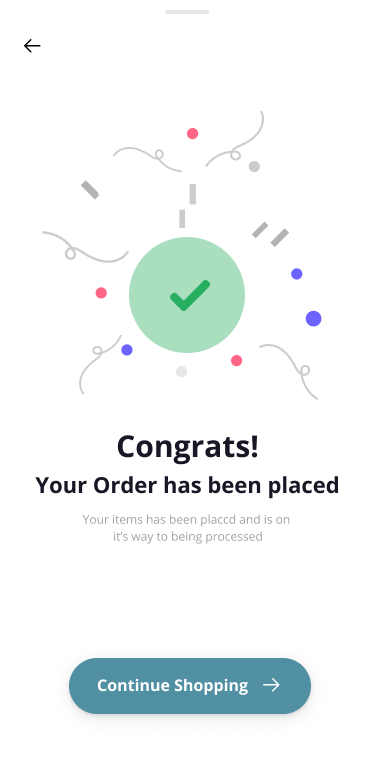 Congrats!
Your Order has been placed
Your items has been placcd and is on
it's way to being processed
Continue Shopping